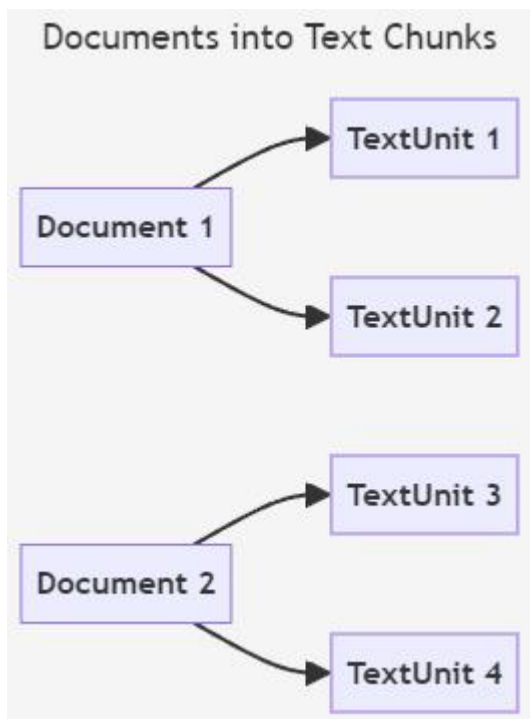 Documents into Text Chunks
TextUnit 1
Document 1
TextUnit 2
TextUnit 3
Document 2
TextUnit 4